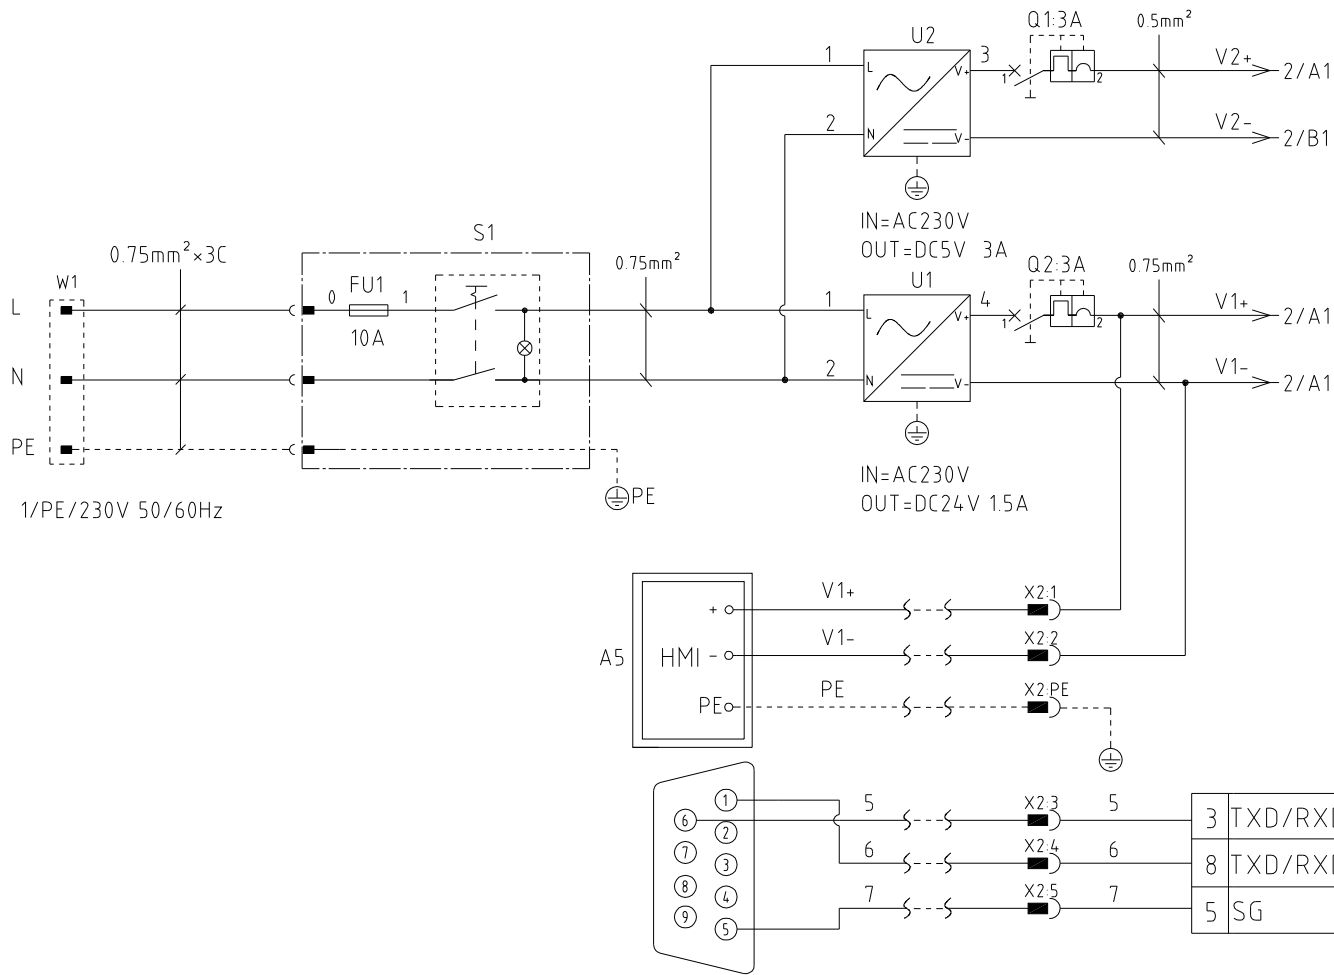 U2
Q1:3A
0.5mm²
1
L
V+
3
1
2
V2+
2/A1
2
N
V-
V2-
2/B1
IN=AC230V
OUT=DC5V 3A
S1
0.75mm²×3C
0.75mm²
W1
FU1
0
1
10A
L
N
PE
PE
1/PE/230V 50/60Hz
U1
Q2:3A
0.75mm²
1
L
V+
4
1
2
V1+
2/A1
2
N
V-
V1-
2/A1
IN=AC230V
OUT=DC24V 1.5A
A5
HMI
+
-
PE
V1+
X2:1
V1-
X2:2
PE
X2:PE
1
6
2
7
3
8
4
9
5
5
X2:3
5
3
6
X2:4
6
8
7
X2:5
7
5 SG